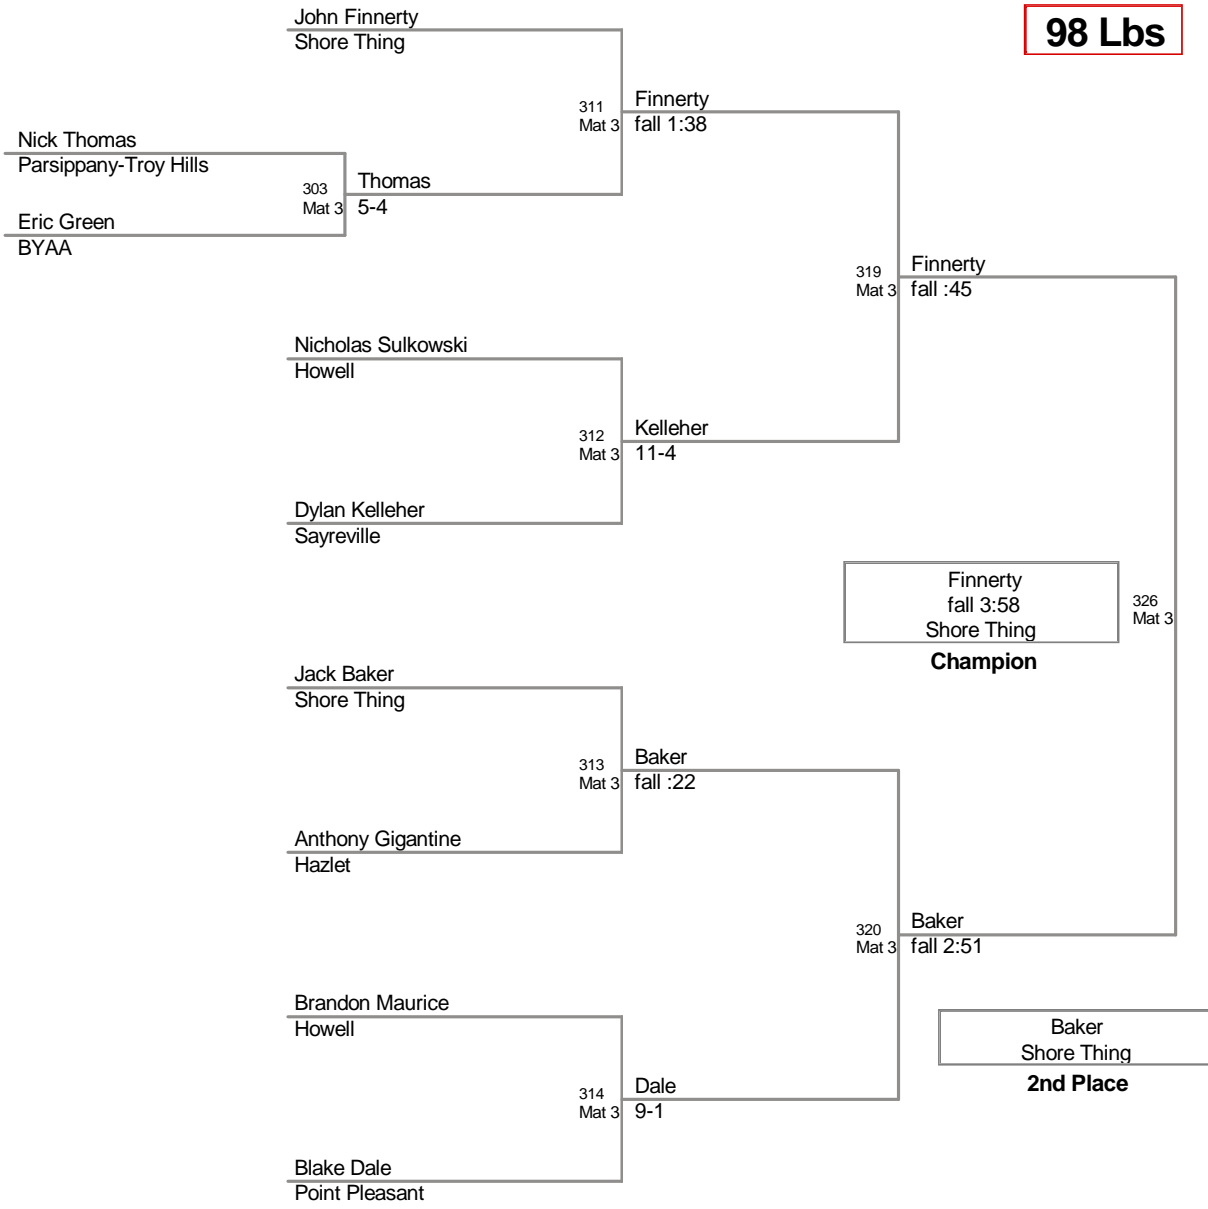 98 Lbs
John Finnerty
Shore Thing
311
Mat 3
Finnerty
fall 1:38
Nick Thomas
Parsippany-Troy Hills
303
Mat 3
Thomas
5-4
Eric Green
BYAA
319
Mat 3
Finnerty
fall :45
Nicholas Sulkowski
Howell
312
Mat 3
Kelleher
11-4
Dylan Kelleher
Sayreville
Finnerty
fall 3:58
Shore Thing
Champion
326
Mat 3
Jack Baker
Shore Thing
313
Mat 3
Baker
fall :22
Anthony Gigantine
Hazlet
320
Mat 3
Baker
fall 2:51
Brandon Maurice
Howell
Baker
Shore Thing
2nd Place
314
Mat 3
Dale
9-1
Blake Dale
Point Pleasant